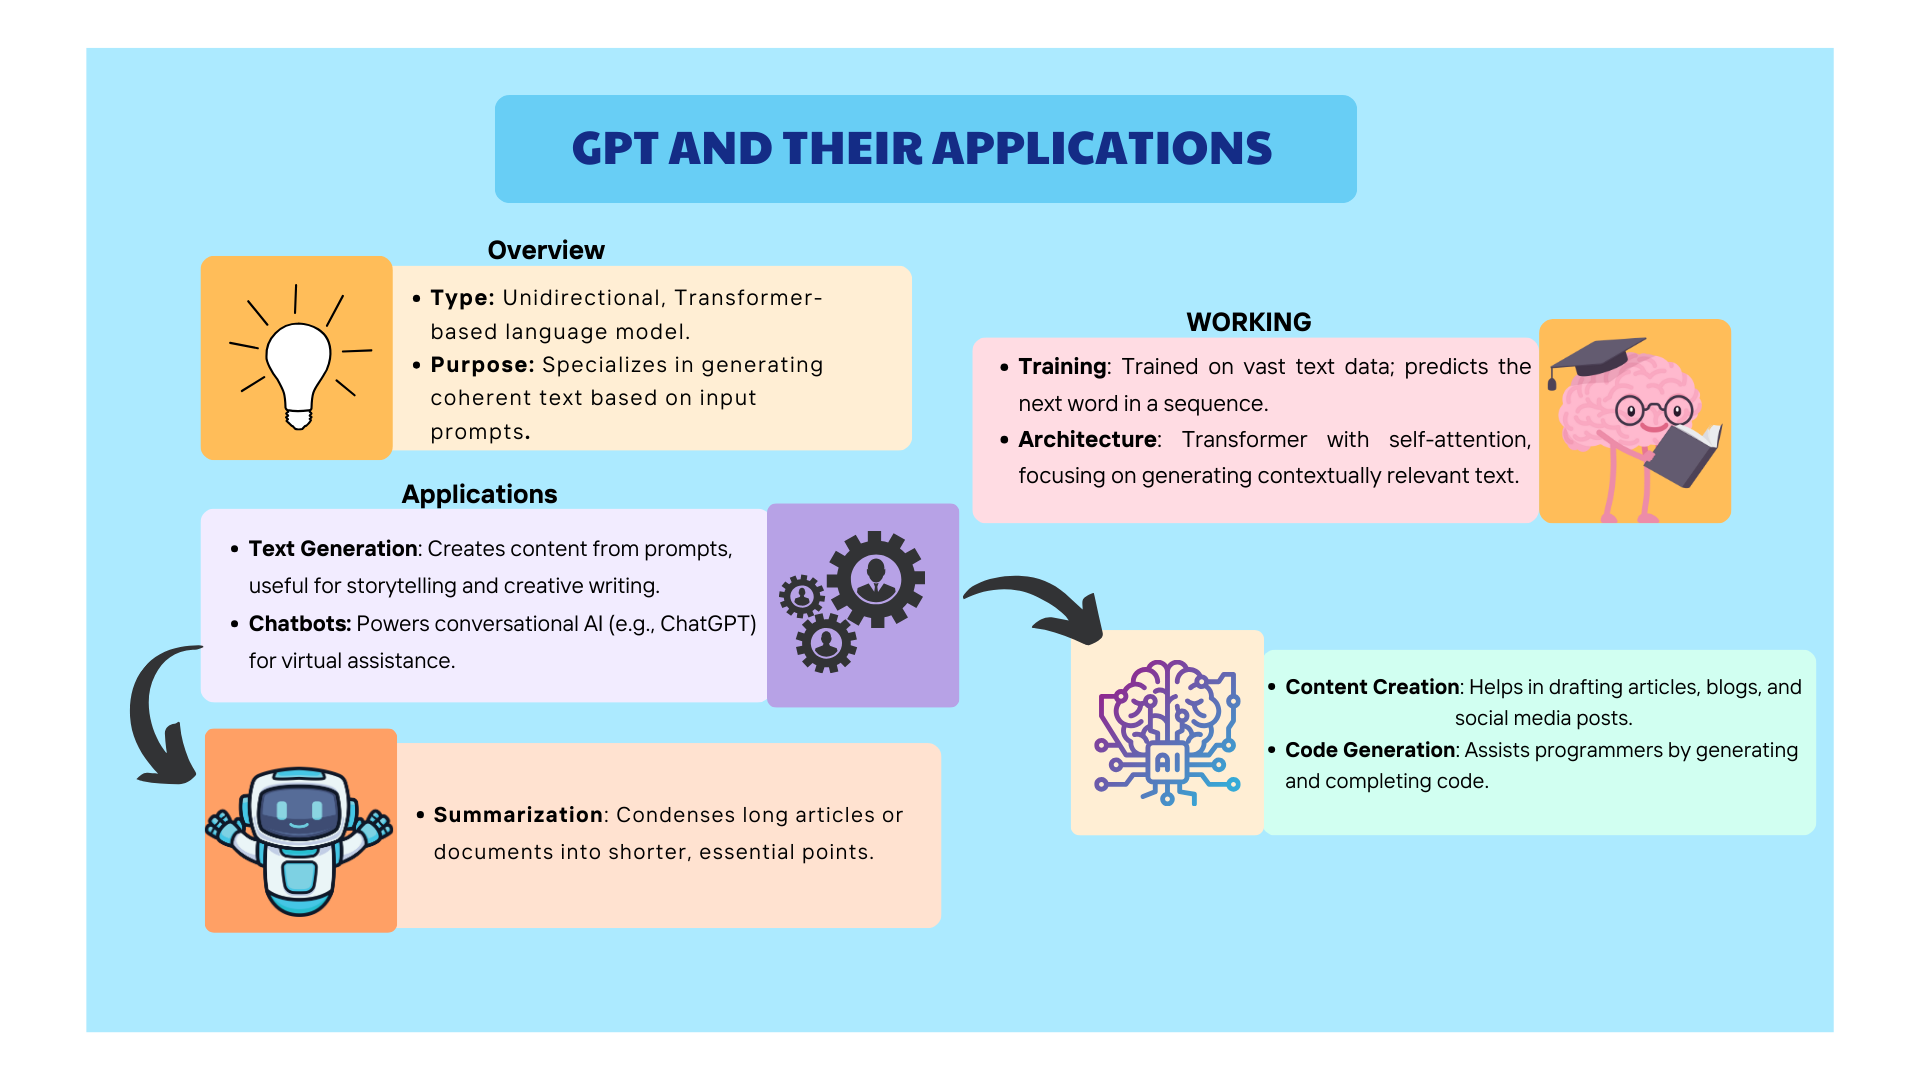 GPT AND THEIR APPLICATIONS
Overview
• Type: Unidirectional, Transformer-
based language model.
• Purpose: Specializes in generating
coherent text based on input
prompts.
WORKING
• Training: Trained on vast text data; predicts the
next word in a sequence.
• Architecture: Transformer with self-attention,
focusing on generating contextually relevant text.
Applications
• Text Generation: Creates content from prompts,
useful for storytelling and creative writing.
• Chatbots: Powers conversational AI (e.g., ChatGPT)
for virtual assistance.
AI
• Content Creation: Helps in drafting articles, blogs, and
social media posts.
• Code Generation: Assists programmers by generating
and completing code.
• Summarization: Condenses long articles or
documents into shorter, essential points.